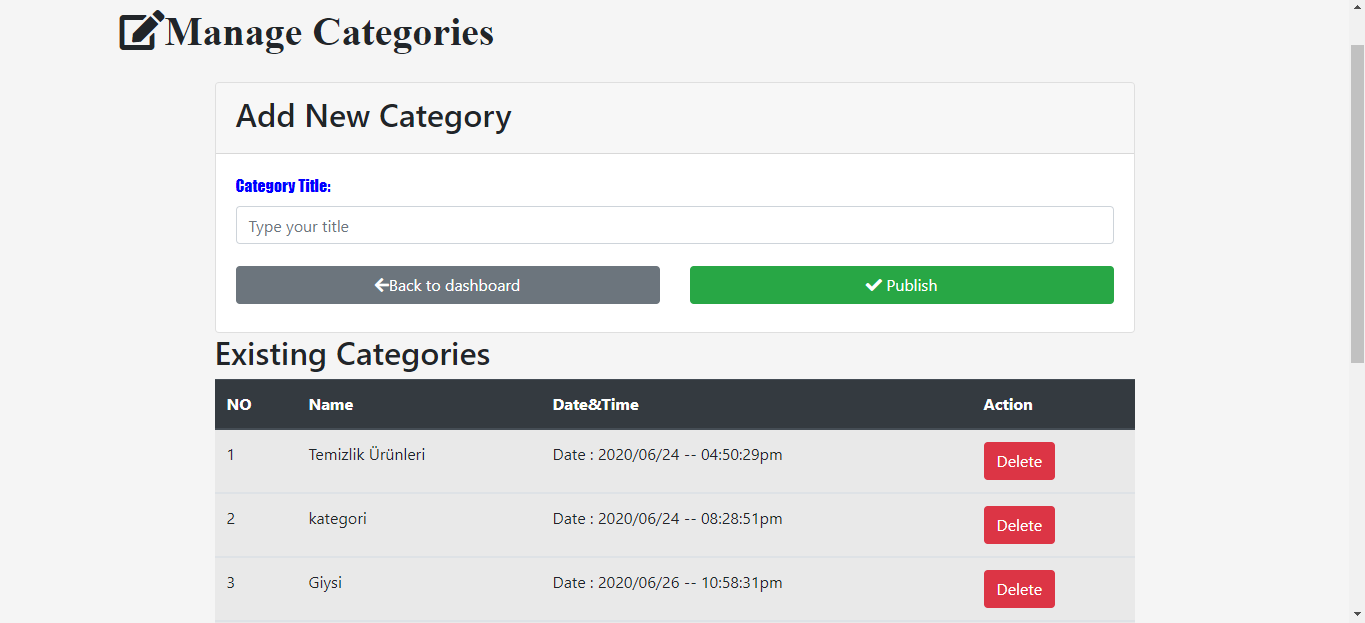 Manage Categories
Add New Category
Category Title:
Type your title
Back to dashboard
Publish
Existing Categories
NO Name Date&Time Action
1 Temizlik Ürünleri Date : 2020/06/24 -- 04:50:29pm Delete
2 kategori Date : 2020/06/24 -- 08:28:51pm Delete
3 Giysi Date : 2020/06/26 -- 10:58:31pm Delete